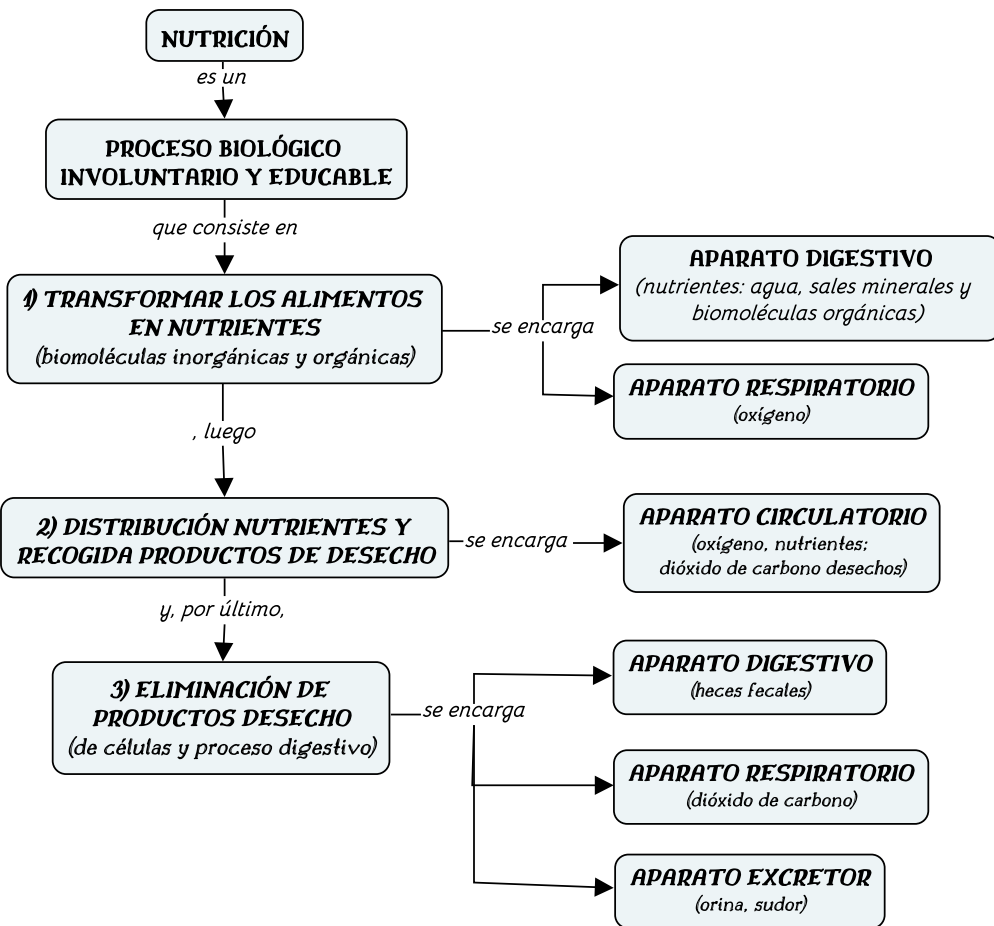 NUTRICIÓN
es un
PROCESO BIOLÓGICO
INVOLUNTARIO Y EDUCABLE
que consiste en
1) TRANSFORMAR LOS ALIMENTOS
EN NUTRIENTES
(biomoléculas inorgánicas y orgánicas)
se encarga
APARATO DIGESTIVO
(nutrientes: agua, sales minerales y
biomoléculas orgánicas)
APARATO RESPIRATORIO
(oxígeno)
, luego
2) DISTRIBUCIÓN NUTRIENTES Y
RECOGIDA PRODUCTOS DE DESECHO
se encarga
APARATO CIRCULATORIO
(oxígeno, nutrientes;
dióxido de carbono desechos)
y, por último,
3) ELIMINACIÓN DE
PRODUCTOS DESECHO
(de células y proceso digestivo)
se encarga
APARATO DIGESTIVO
(heces fecales)
APARATO RESPIRATORIO
(dióxido de carbono)
APARATO EXCRETOR
(orina, sudor)